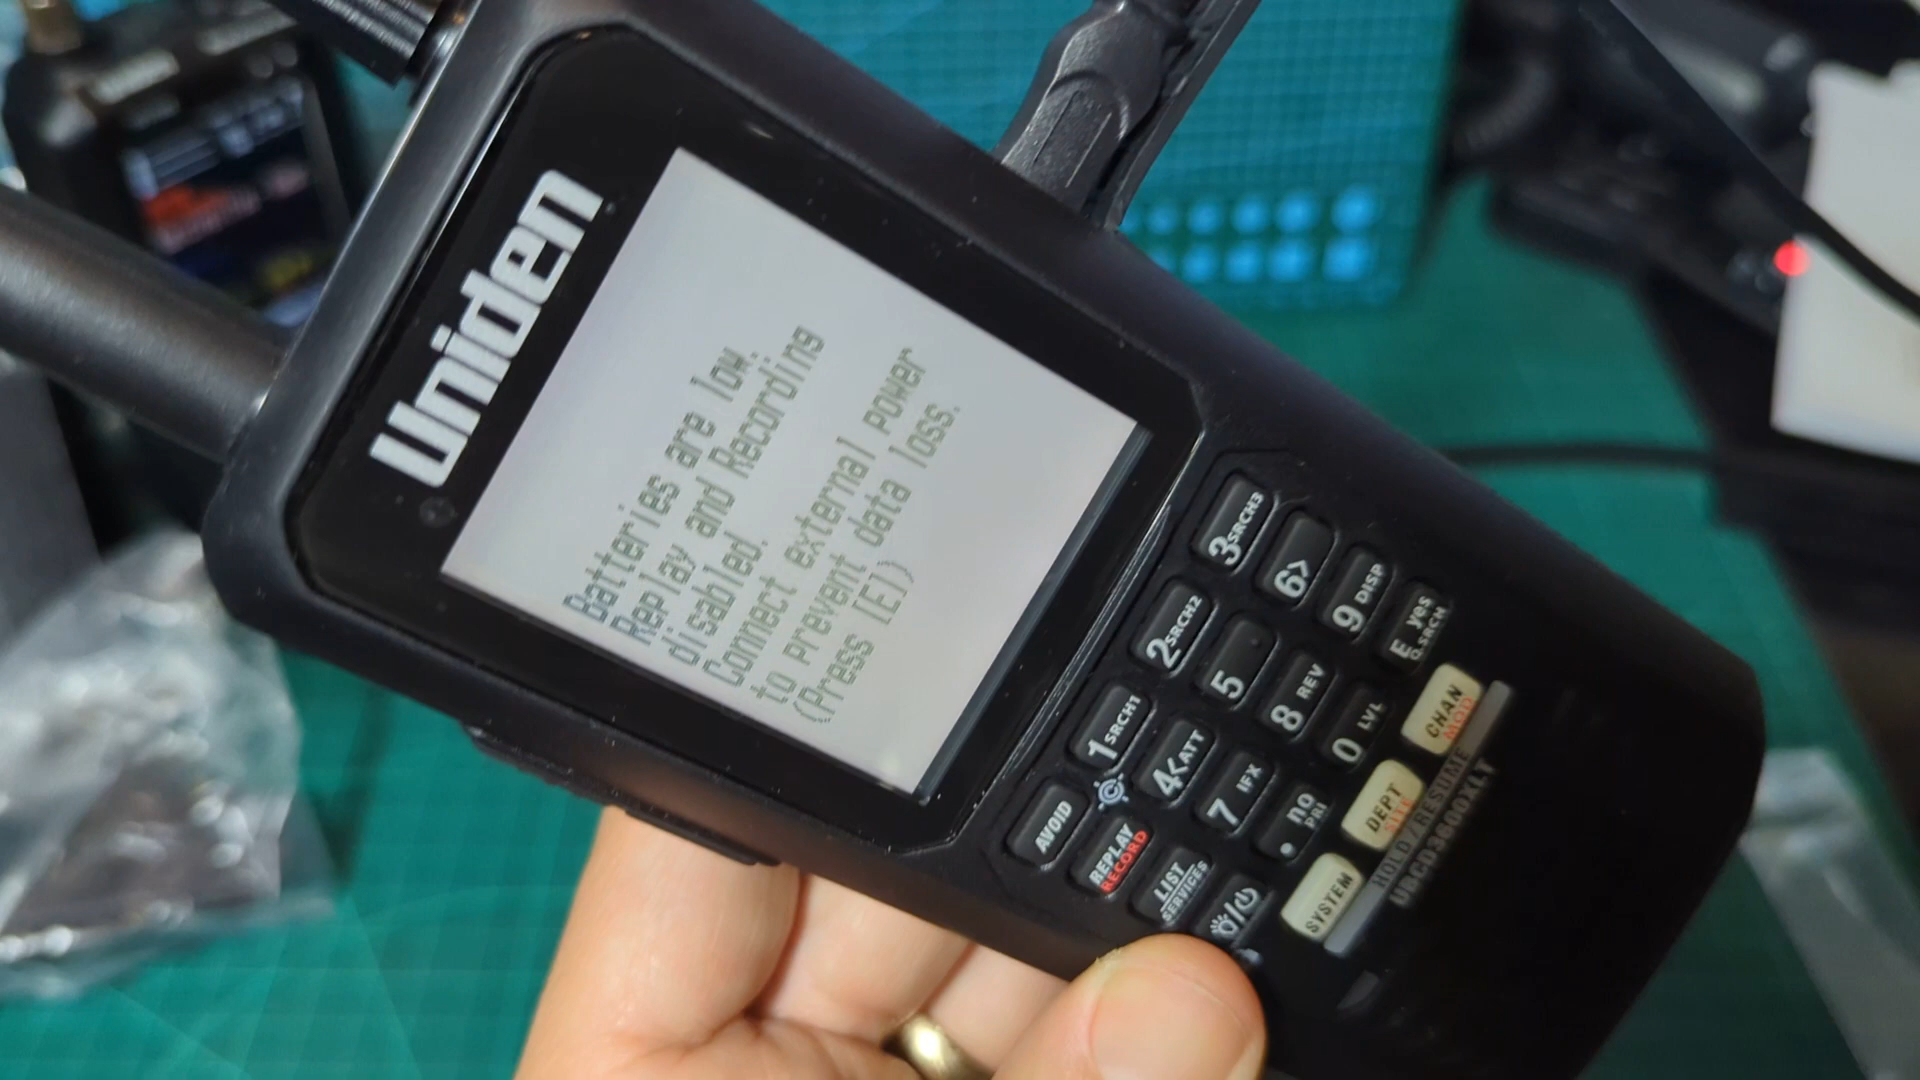 Uniden
Batteries are low.
Replay and Recording
disabled.
Connect external power
to prevent data loss.
(Press [E])
AVOID
1 SRCH1
2 SRCH2
3 SRCH3
REPLAY
RECORD
4< ATT
5
6>
LIST
SERVICES
7 IFX
8 REV
9 DISP
. no
PRI
0 LVL
E yes
Q.SRCH
SYSTEM
DEPT
SITE
CHAN
MOD
HOLD/RESUME
UBCD3600XLT